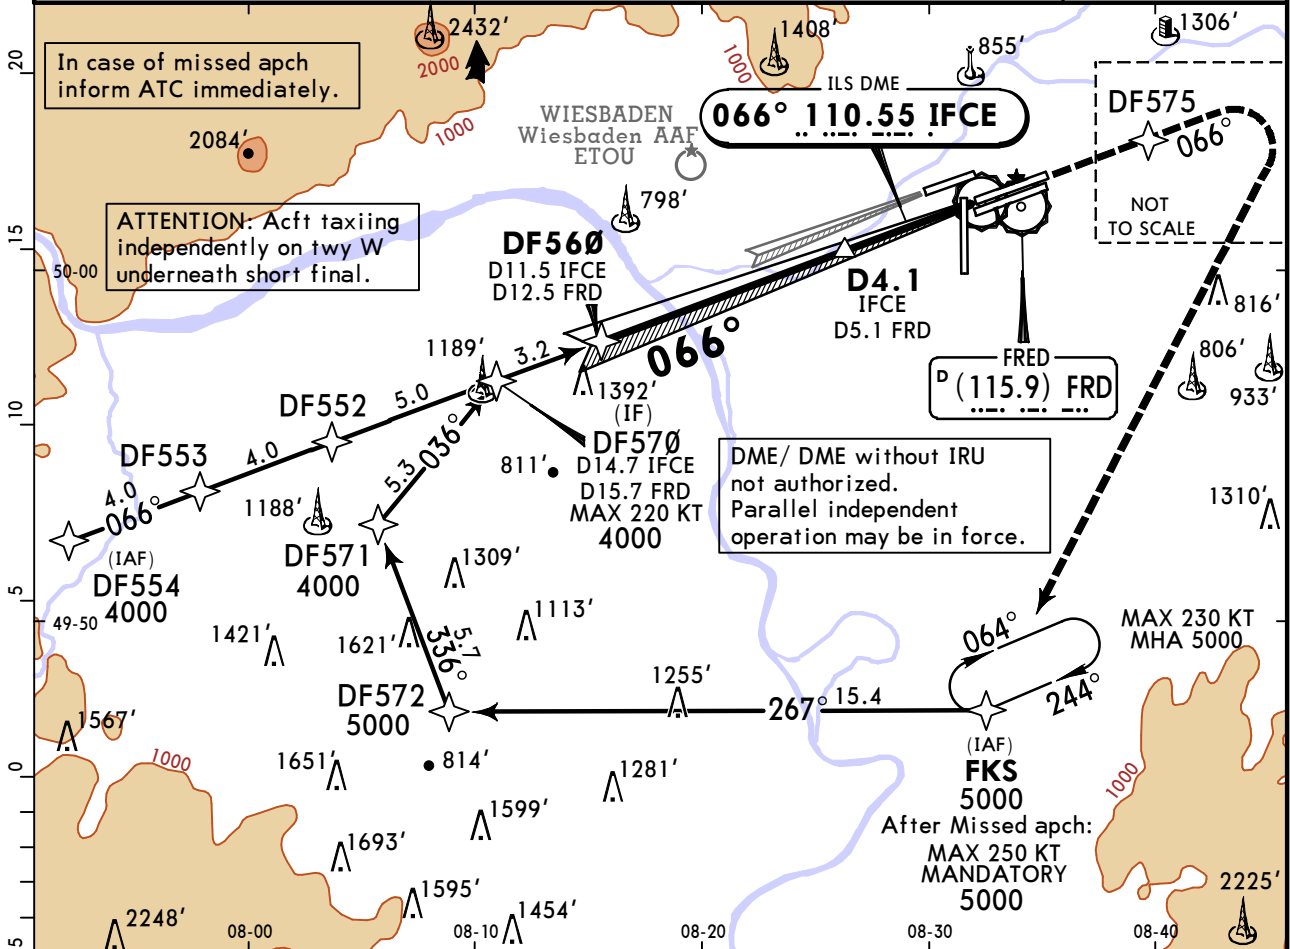 2432'
1408'
1306'
855'
20
In case of missed apch
inform ATC immediately.
2000
1000
ILS DME
066° 110.55 IFCE
DF575
066°
1000
WIESBADEN
Wiesbaden AAF
ETOU
2084'
798'
NOT
TO SCALE
ATTENTION: Acft taxiing
independently on twy W
underneath short final.
15
50-00
DF56Ø
D11.5 IFCE
D12.5 FRD
D4.1
IFCE
D5.1 FRD
816'
066°
1189'
3.2
FRED
D (115.9) FRD
806'
933'
1392'
(IF)
DF57Ø
D14.7 IFCE
D15.7 FRD
MAX 220 KT
4000
5.0
DF552
10
036°
5.3
DF553
4.0
811'
DME/ DME without IRU
not authorized.
Parallel independent
operation may be in force.
1310'
4.0
066°
1188'
(IAF)
DF554
4000
DF571
4000
1309'
5
49-50
1113'
1421'
1621'
5.7
336°
064°
MAX 230 KT
MHA 5000
244°
1255'
DF572
5000
267°
15.4
1567'
(IAF)
FKS
5000
After Missed apch:
MAX 250 KT
MANDATORY
5000
1000
1651'
814'
1281'
0
1000
1599'
1693'
1595'
1454'
2248'
2225'
5
08-00
08-10
08-20
08-30
08-40